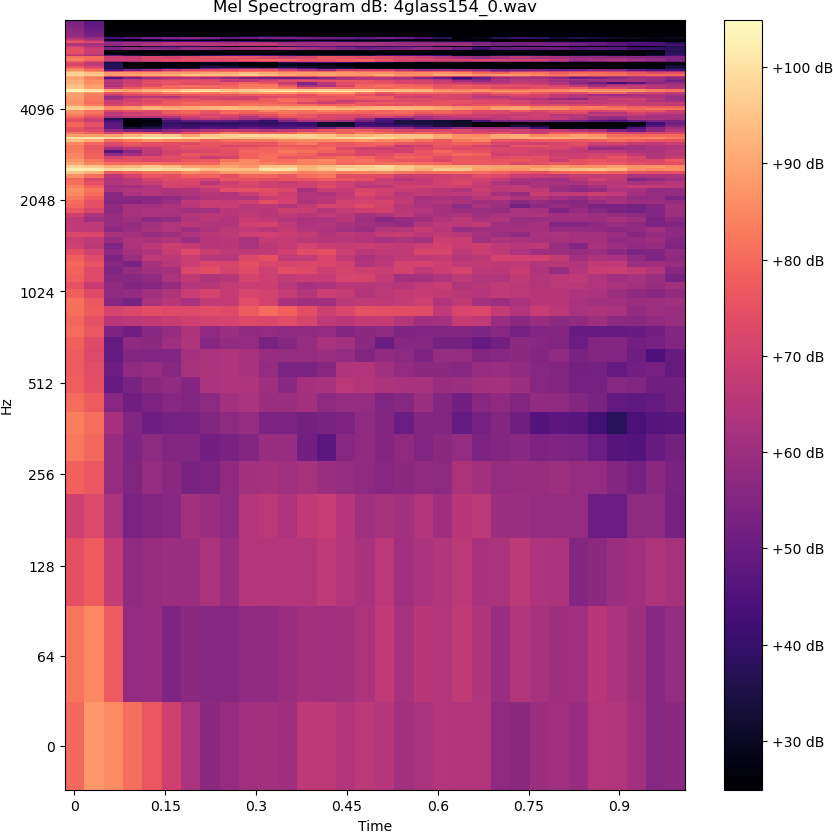 Mel Spectrogram dB: 4glass154_0.wav
4096
2048
1024
512
256
128
64
0
Hz
0
0.15
0.3
0.45
0.6
0.75
0.9
Time
+100 dB
+90 dB
+80 dB
+70 dB
+60 dB
+50 dB
+40 dB
+30 dB